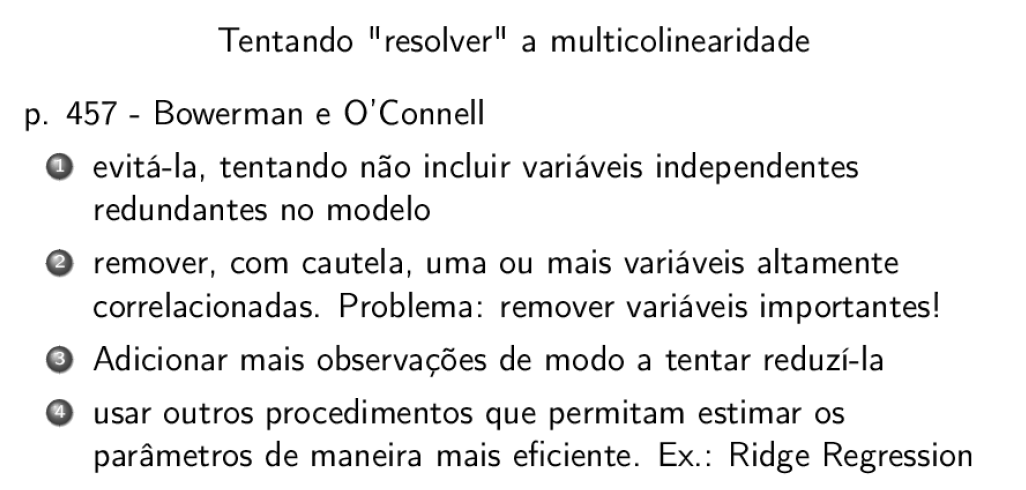 Tentando "resolver" a multicolinearidade
p. 457 - Bowerman e O'Connell
1 evitá-la, tentando não incluir variáveis independentes
redundantes no modelo
2 remover, com cautela, uma ou mais variáveis altamente
correlacionadas. Problema: remover variáveis importantes!
3 Adicionar mais observações de modo a tentar reduzí-la
4 usar outros procedimentos que permitam estimar os
parâmetros de maneira mais eficiente. Ex.: Ridge Regression